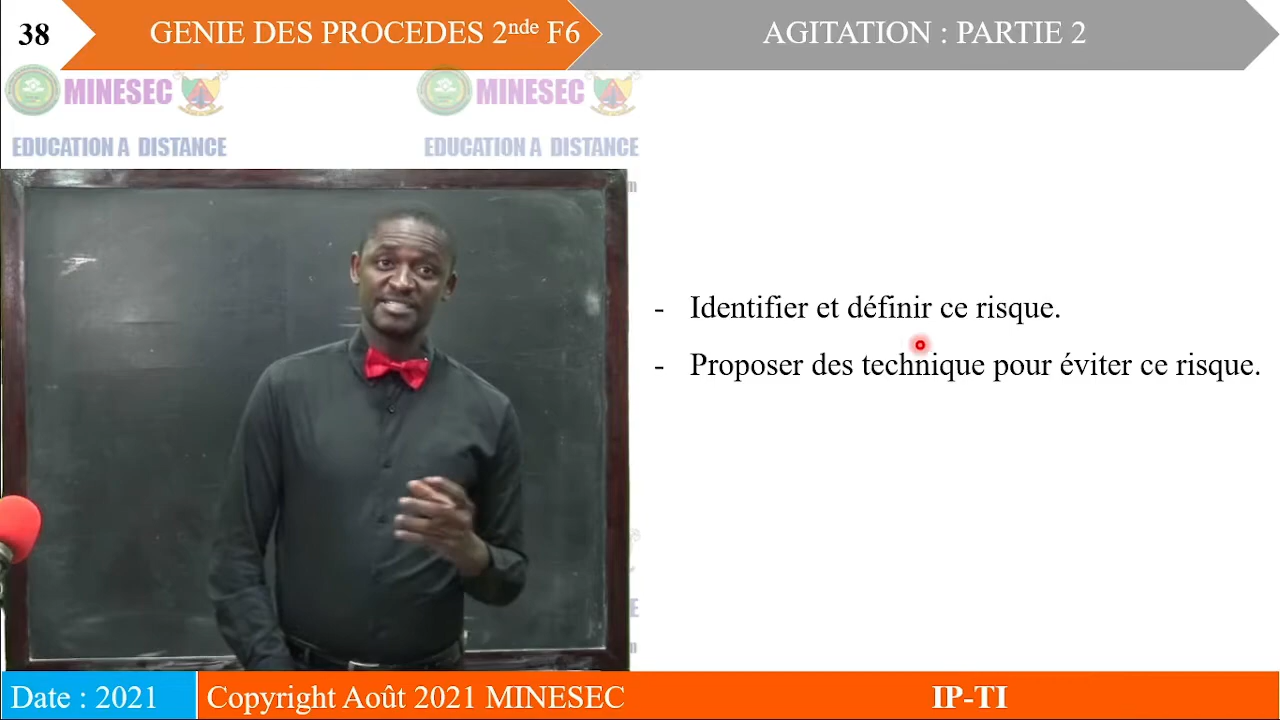 38
GENIE DES PROCEDES 2nde F6
AGITATION : PARTIE 2
MINESEC
MINESEC
EDUCATION A DISTANCE
EDUCATION A DISTANCE
- Identifier et définir ce risque.
- Proposer des technique pour éviter ce risque.
Date : 2021
Copyright Août 2021 MINESEC
IP-TI